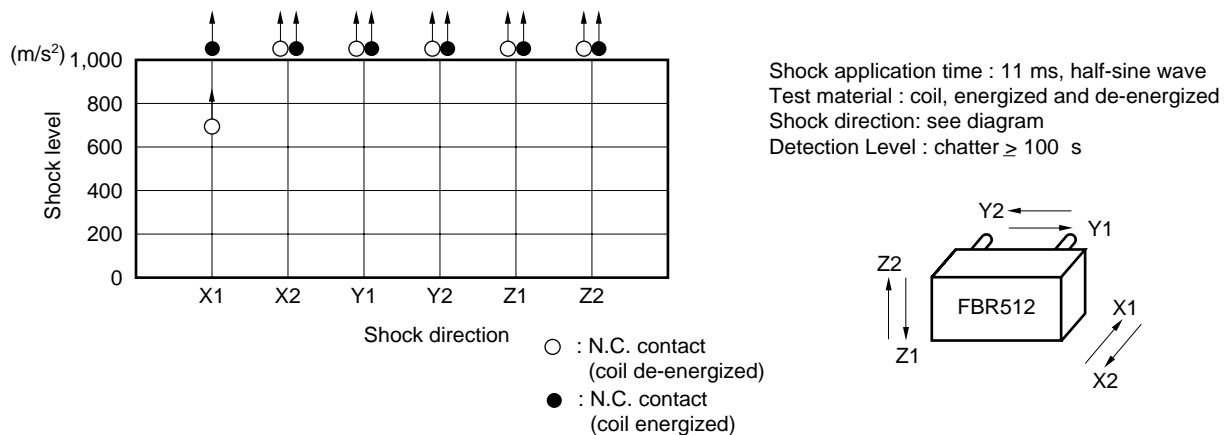 (m/s²)
1,000
800
600
400
200
0
Shock level
X1 X2 Y1 Y2 Z1 Z2
Shock direction
○ : N.C. contact
(coil de-energized)
● : N.C. contact
(coil energized)
Shock application time : 11 ms, half-sine wave
Test material : coil, energized and de-energized
Shock direction: see diagram
Detection Level : chatter ≥ 100 s
Y2
Y1
Z2
FBR512
X1
Z1
X2